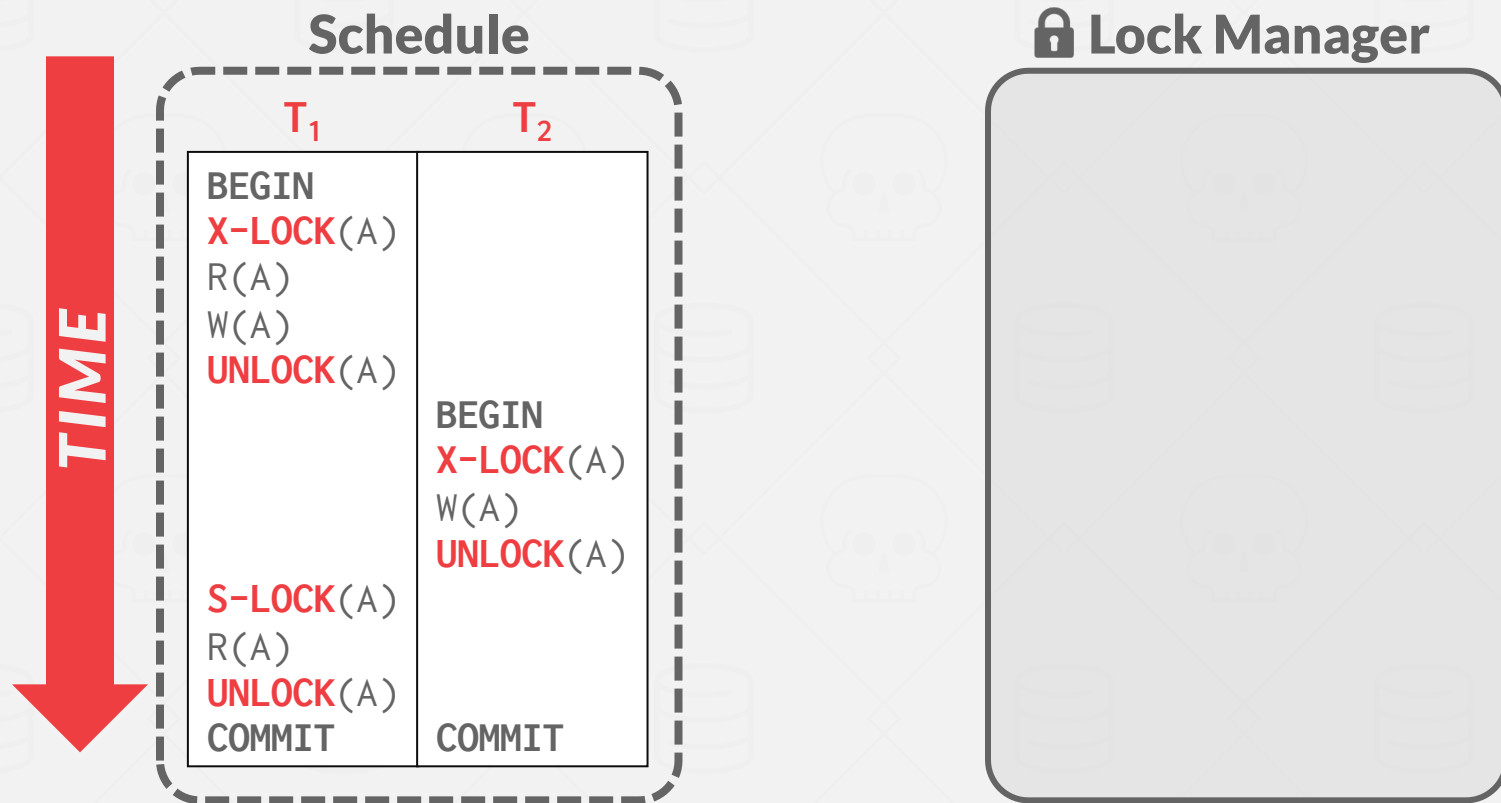 Schedule
Lock Manager
TIME
T₁ T₂
BEGIN
X-LOCK(A)
R(A)
W(A)
UNLOCK(A)
BEGIN
X-LOCK(A)
W(A)
UNLOCK(A)
S-LOCK(A)
R(A)
UNLOCK(A)
COMMIT COMMIT